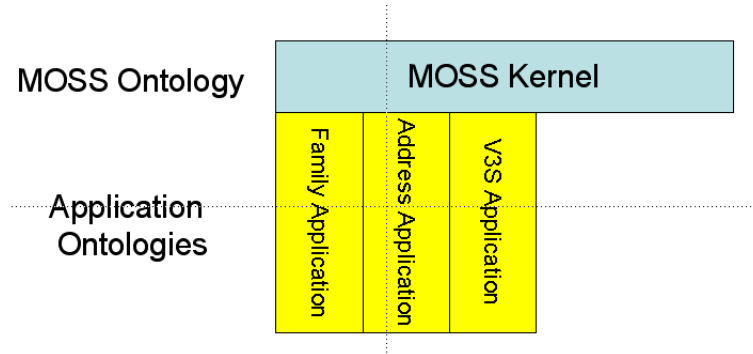 MOSS Ontology
MOSS Kernel
Family Application
Address Application
V3S Application
Application
Ontologies